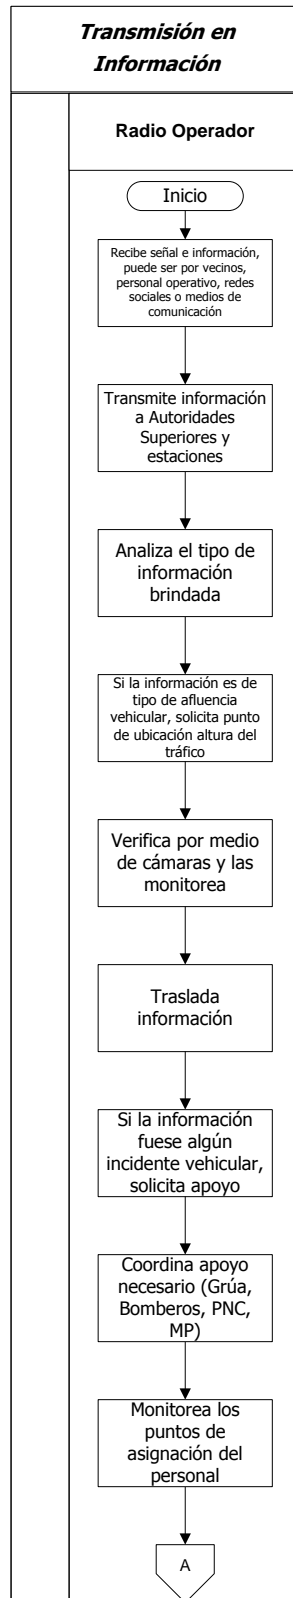 Transmisión en
Información
Radio Operador
Inicio
Recibe señal e información,
puede ser por vecinos,
personal operativo, redes
sociales o medios de
comunicación
Transmite información
a Autoridades
Superiores y
estaciones
Analiza el tipo de
información
brindada
Si la información es de
tipo de afluencia
vehicular, solicita punto
de ubicación altura del
tráfico
Verifica por medio
de cámaras y las
monitorea
Traslada
información
Si la información
fuese algún
incidente vehicular,
solicita apoyo
Coordina apoyo
necesario (Grúa,
Bomberos, PNC,
MP)
Monitorea los
puntos de
asignación del
personal
A